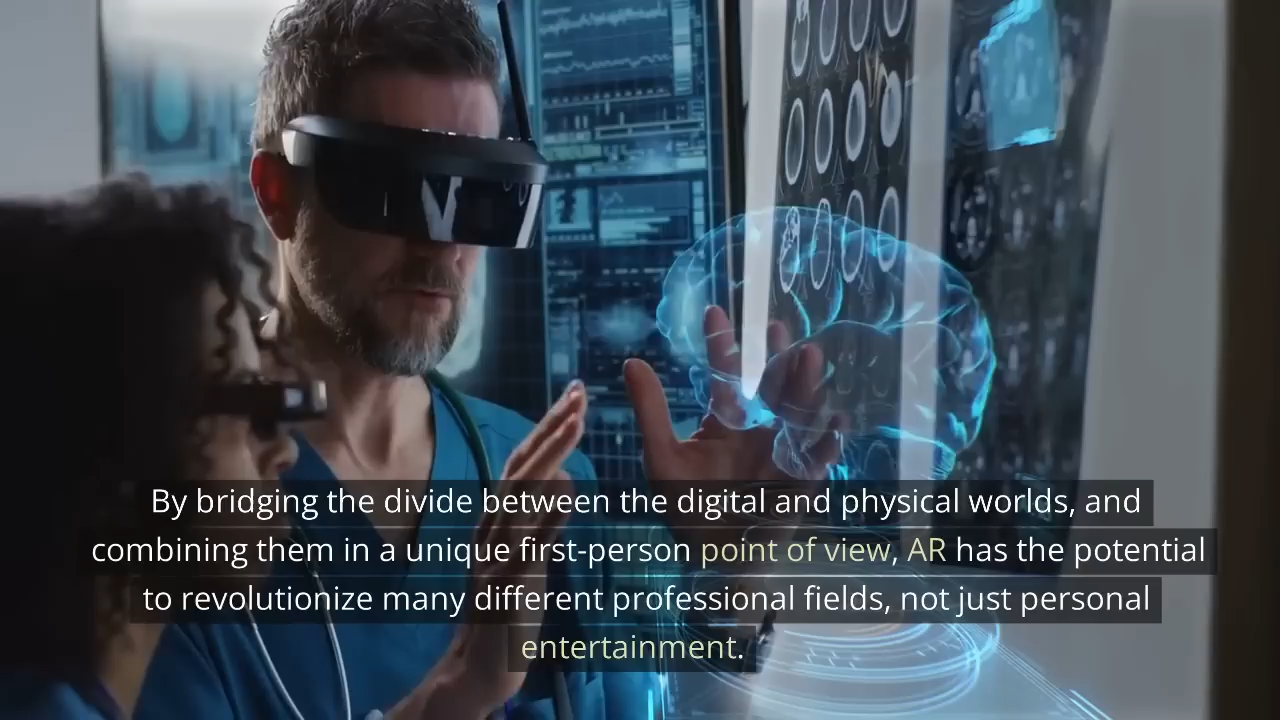 By bridging the divide between the digital and physical worlds, and
combining them in a unique first-person point of view, AR has the potential
to revolutionize many different professional fields, not just personal
entertainment.